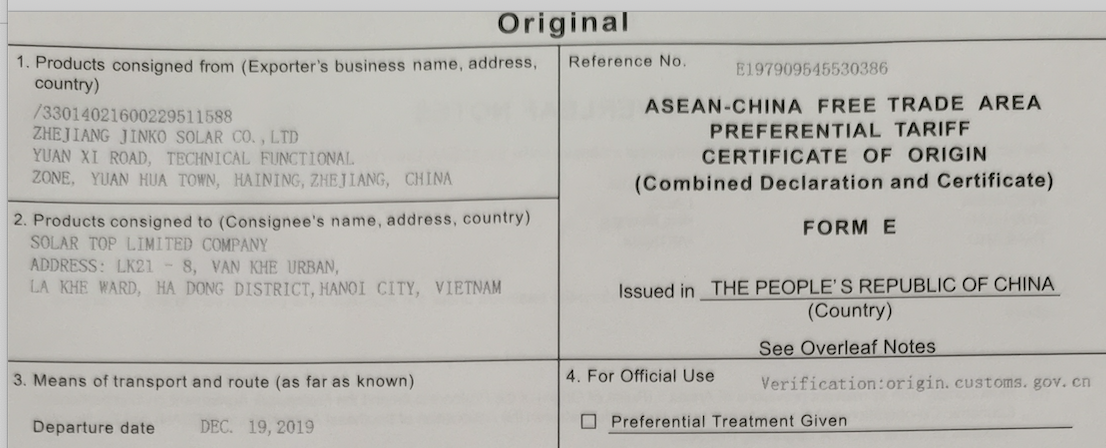 Original
1. Products consigned from (Exporter's business name, address,
country)
/33014021600229511588
ZHEJIANG JINKO SOLAR CO.,LTD
YUAN XI ROAD, TECHNICAL FUNCTIONAL
ZONE, YUAN HUA TOWN, HAINING, ZHEJIANG, CHINA
2. Products consigned to (Consignee's name, address, country)
SOLAR TOP LIMITED COMPANY
ADDRESS: LK21 - 8, VAN KHE URBAN,
LA KHE WARD, HA DONG DISTRICT, HANOI CITY, VIETNAM
3. Means of transport and route (as far as known)
Departure date DEC. 19, 2019
Reference No. E197909545530386
ASEAN-CHINA FREE TRADE AREA
PREFERENTIAL TARIFF
CERTIFICATE OF ORIGIN
(Combined Declaration and Certificate)
FORM E
Issued in THE PEOPLE'S REPUBLIC OF CHINA
(Country)
See Overleaf Notes
4. For Official Use
Verification:origin.customs.gov.cn
Preferential Treatment Given